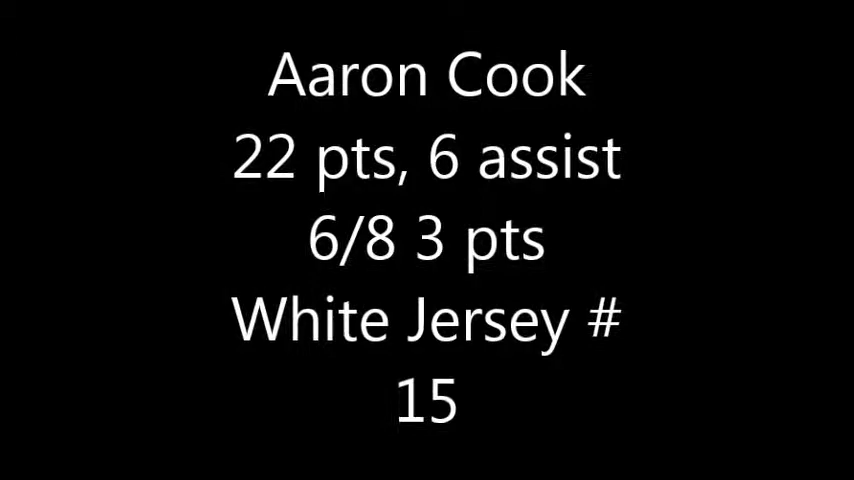 Aaron Cook
22 pts, 6 assist
6/8 3 pts
White Jersey #
15